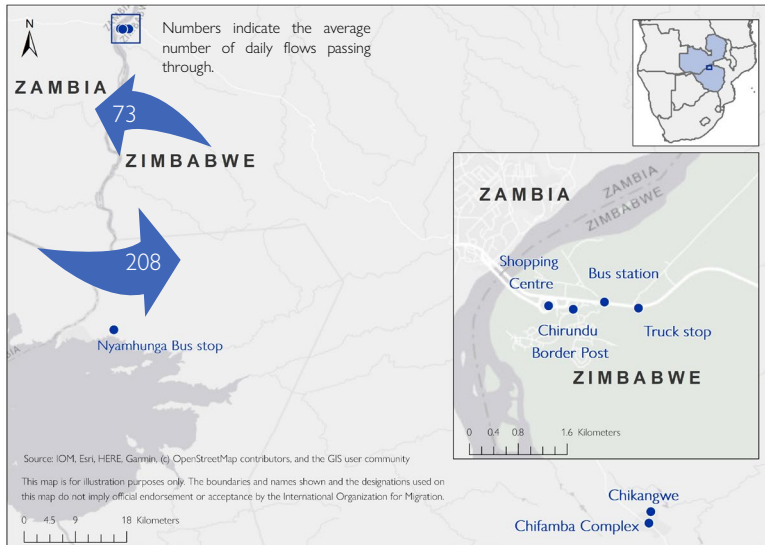 N
Numbers indicate the average
number of daily flows passing
through.
ZAMBIA
ZIMBABWE
ZAMBIA
73
ZIMBABWE
208
Nyamhunga Bus stop
ZAMBIA
ZAMBIA
ZIMBABWE
Shopping
Centre
Bus station
Chirundu
Border Post
Truck stop
ZIMBABWE
0 0.4 0.8 1.6 Kilometers
Source: IOM, Esri, HERE, Garmin, (c) OpenStreetMap contributors, and the GIS user community
This map is for illustration purposes only. The boundaries and names shown and the designations used on
this map do not imply official endorsement or acceptance by the International Organization for Migration.
0 4.5 9 18 Kilometers
Chikangwe
Chifamba Complex